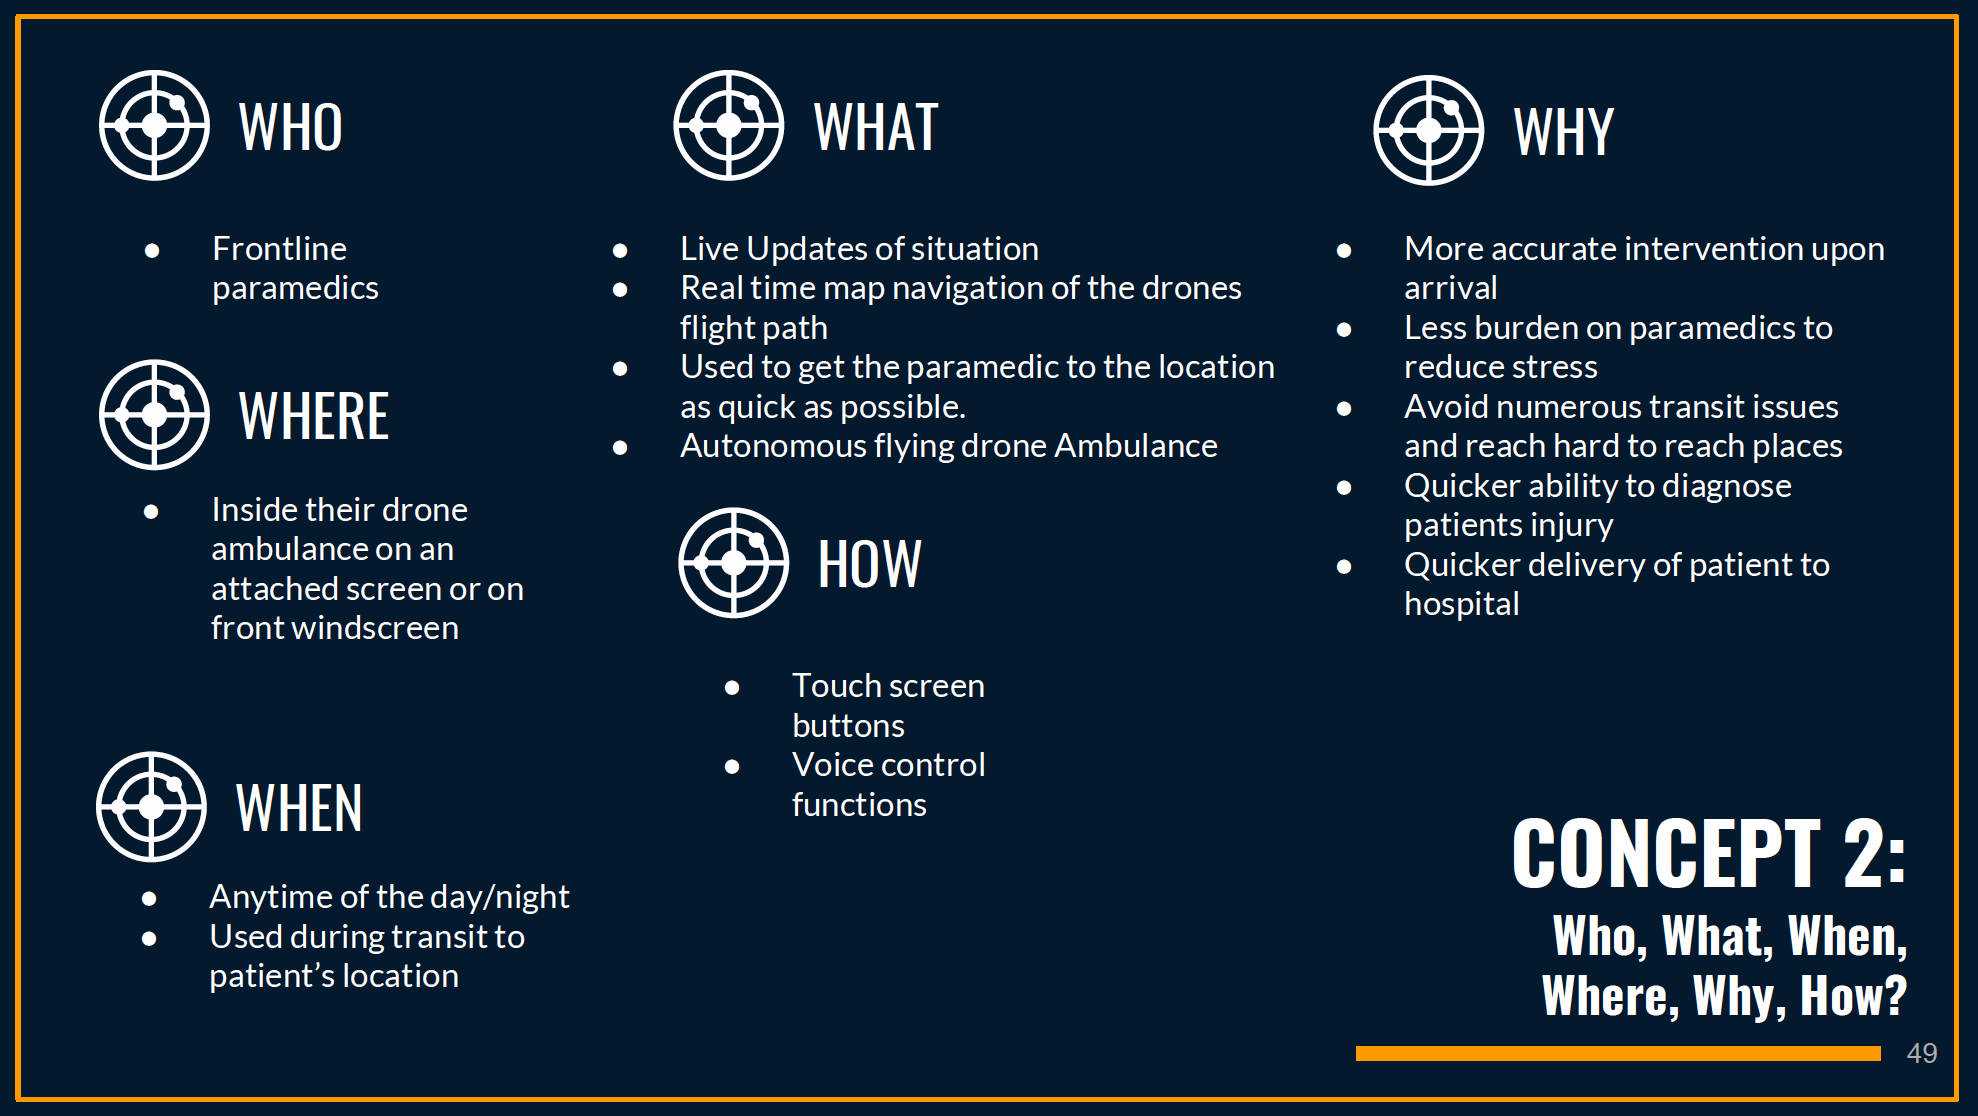 WHO
● Frontline
paramedics
WHERE
● Inside their drone
ambulance on an
attached screen or on
front windscreen
WHEN
● Anytime of the day/night
● Used during transit to
patient’s location
WHAT
● Live Updates of situation
● Real time map navigation of the drones
flight path
● Used to get the paramedic to the location
as quick as possible.
● Autonomous flying drone Ambulance
HOW
● Touch screen
buttons
● Voice control
functions
WHY
● More accurate intervention upon
arrival
● Less burden on paramedics to
reduce stress
● Avoid numerous transit issues
and reach hard to reach places
● Quicker ability to diagnose
patients injury
● Quicker delivery of patient to
hospital
CONCEPT 2:
Who, What, When,
Where, Why, How?
49